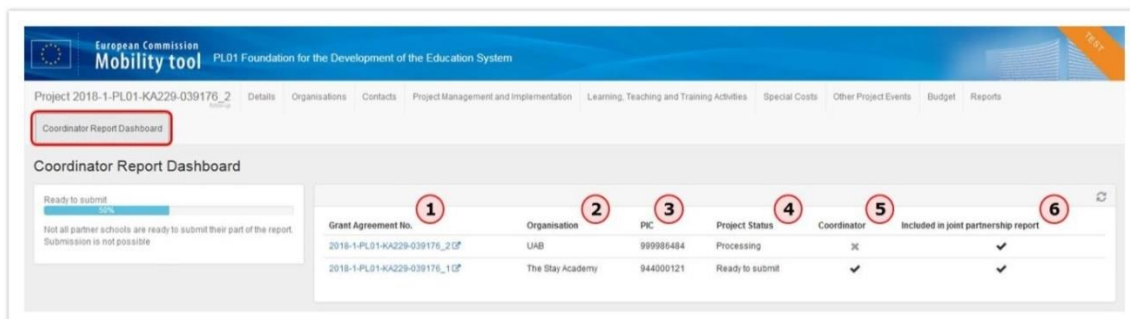 European Commission
Mobility tool PL01 Foundation for the Development of the Education System
TEST
Project 2018-1-PL01-KA229-039176_2 Details Organisations Contacts Project Management and Implementation Learning, Teaching and Training Activities Special Costs Other Project Events Budget Reports
Coordinator Report Dashboard
Coordinator Report Dashboard
Ready to submit
50%
Not all partner schools are ready to submit their part of the report.
Submission is not possible
1 2 3 4 5 6
Grant Agreement No. Organisation PIC Project Status Coordinator Included in joint partnership report
2018-1-PL01-KA229-039176_2 UAB 999986484 Processing
2018-1-PL01-KA229-039176_1 The Stay Academy 944000121 Ready to submit